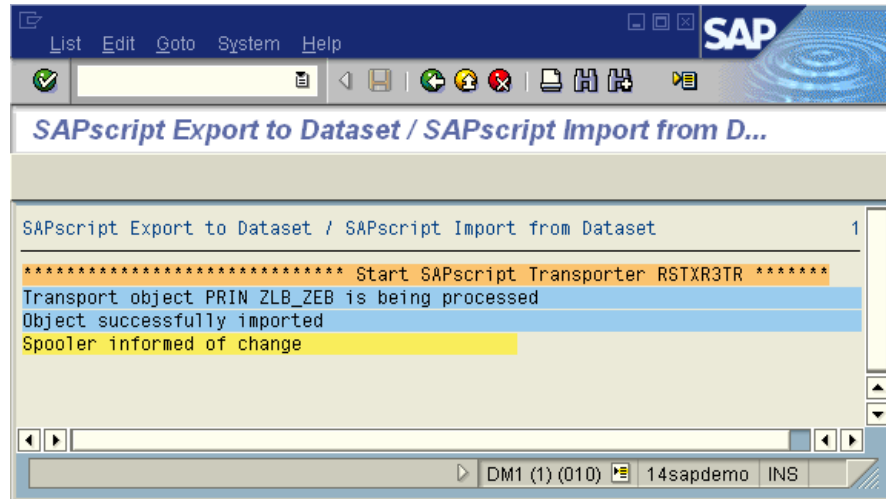 List Edit Goto System Help
SAP
SAPscript Export to Dataset / SAPscript Import from D...
SAPscript Export to Dataset / SAPscript Import from Dataset 1
****************************** Start SAPscript Transporter RSTXR3TR *******
Transport object PRIN ZLB_ZEB is being processed
Object successfully imported
Spooler informed of change
DM1 (1) (010) 14sapdemo INS